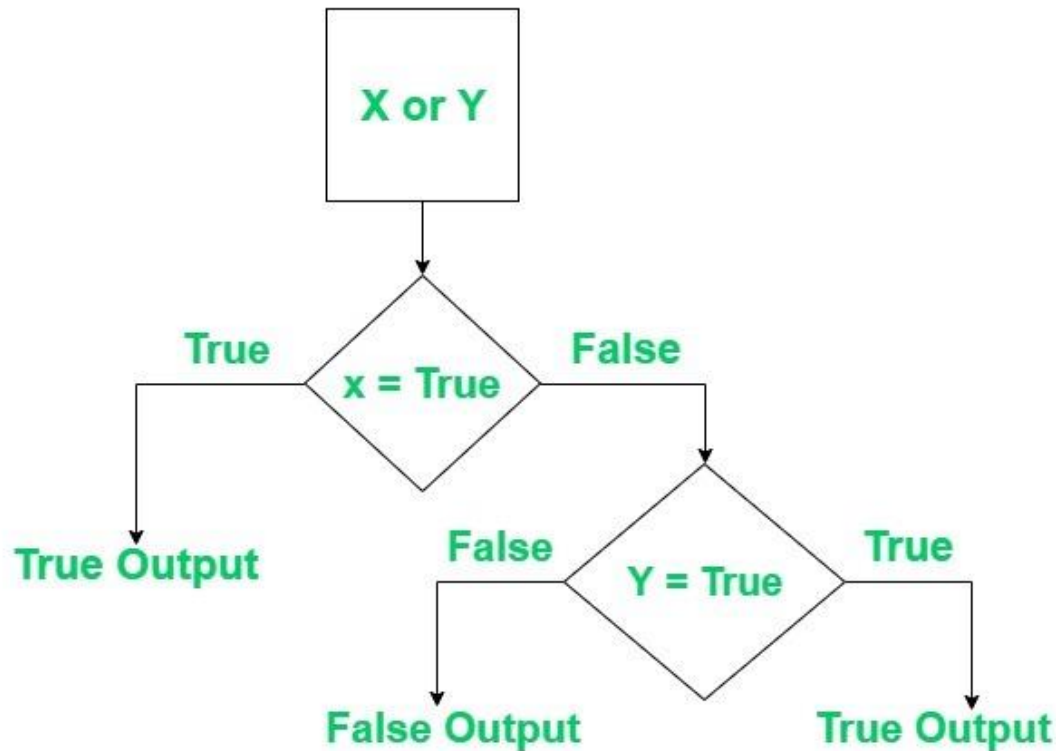 X or Y
True
False
x = True
False
True
True Output
Y = True
False Output
True Output